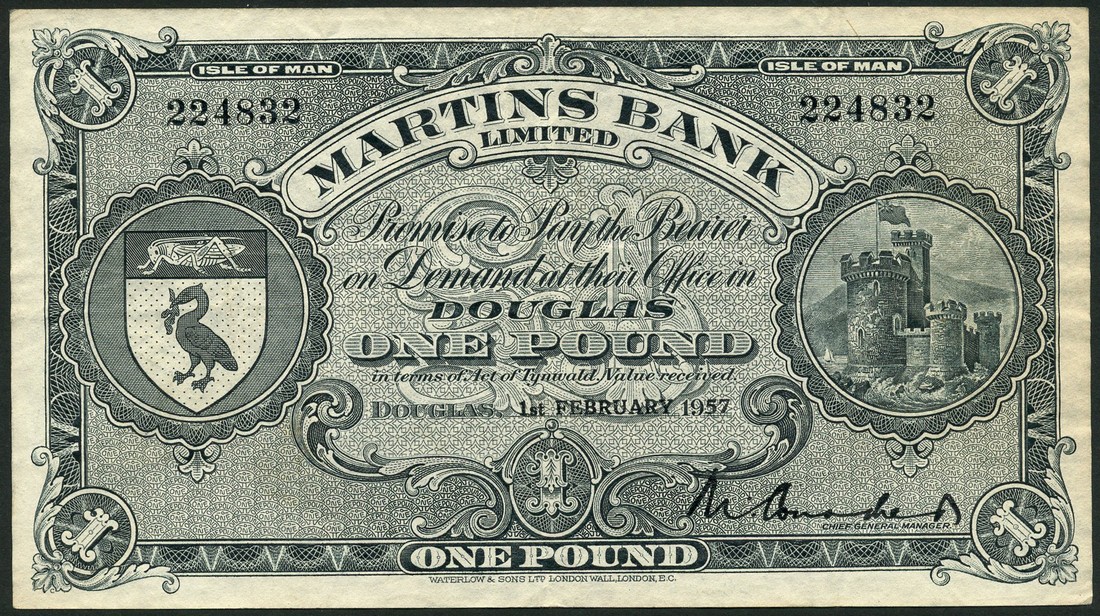 ISLE OF MAN ISLE OF MAN
224832 224832
MARTINS BANK
LIMITED
Promise to Pay the Bearer
on Demand at their Office in
DOUGLAS
ONE POUND
in terms of Act of Tynwald, Value received.
DOUGLAS, 1st FEBRUARY 1957
1
CHIEF GENERAL MANAGER.
ONE POUND
WATERLOW & SONS LTD LONDON WALL, LONDON, E.C.